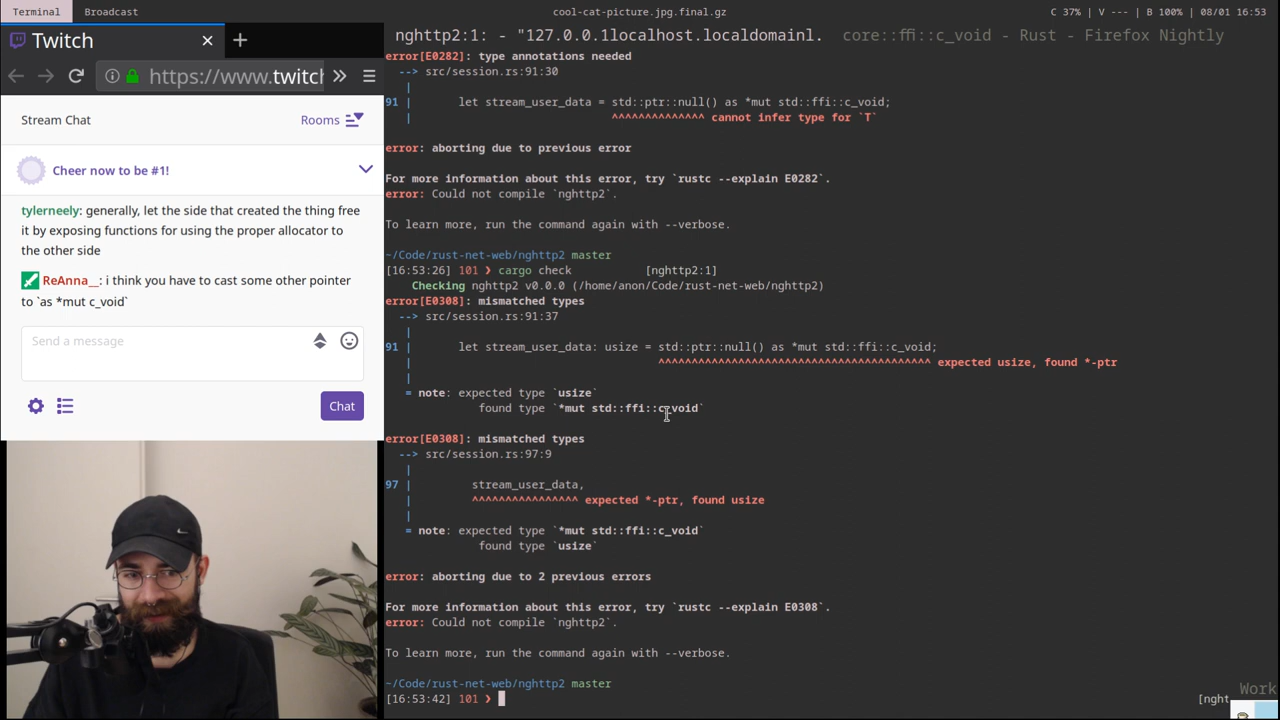 Terminal
Broadcast
cool-cat-picture.jpg.final.gz
C 37% | V --- | B 100% | 08/01 16:53
Twitch
https://www.twitch
Stream Chat
Rooms
Cheer now to be #1!
tylerneely: generally, let the side that created the thing free
it by exposing functions for using the proper allocator to
the other side
ReAnna__: i think you have to cast some other pointer
to `as *mut c_void`
Send a message
Chat
nghttp2:1: - "127.0.0.1localhost.localdomainl.
core::ffi::c_void - Rust - Firefox Nightly
error[E0282]: type annotations needed
--> src/session.rs:91:30
|
91 | let stream_user_data = std::ptr::null() as *mut std::ffi::c_void;
| ^^^^^^^^^^^^^^ cannot infer type for `T`
error: aborting due to previous error
For more information about this error, try `rustc --explain E0282`.
error: Could not compile `nghttp2`.
To learn more, run the command again with --verbose.
~/Code/rust-net-web/nghttp2 master
[16:53:26] 101 ❯ cargo check [nghttp2:1]
Checking nghttp2 v0.0.0 (/home/anon/Code/rust-net-web/nghttp2)
error[E0308]: mismatched types
--> src/session.rs:91:37
|
91 | let stream_user_data: usize = std::ptr::null() as *mut std::ffi::c_void;
| ^^^^^^^^^^^^^^^^^^^^^^^^^^^^^^^^^^^^^^^^^ expected usize, found *-ptr
|
= note: expected type `usize`
found type `*mut std::ffi::c_void`
error[E0308]: mismatched types
--> src/session.rs:97:9
|
97 | stream_user_data,
| ^^^^^^^^^^^^^^^^ expected *-ptr, found usize
|
= note: expected type `*mut std::ffi::c_void`
found type `usize`
error: aborting due to 2 previous errors
For more information about this error, try `rustc --explain E0308`.
error: Could not compile `nghttp2`.
To learn more, run the command again with --verbose.
~/Code/rust-net-web/nghttp2 master
[16:53:42] 101 ❯
[nght
Work